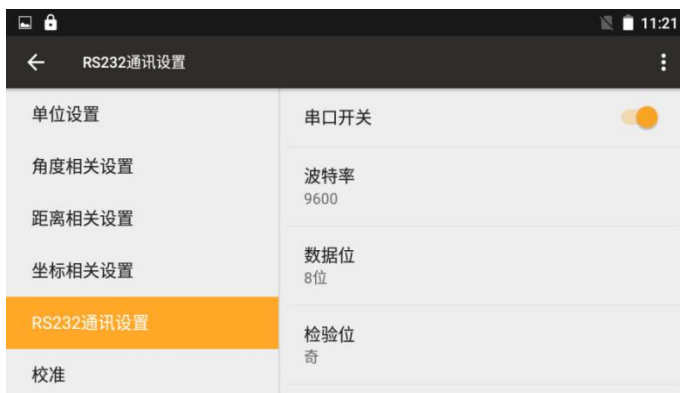 11:21
RS232通讯设置
单位设置
角度相关设置
距离相关设置
坐标相关设置
RS232通讯设置
校准
串口开关
波特率
9600
数据位
8位
检验位
奇